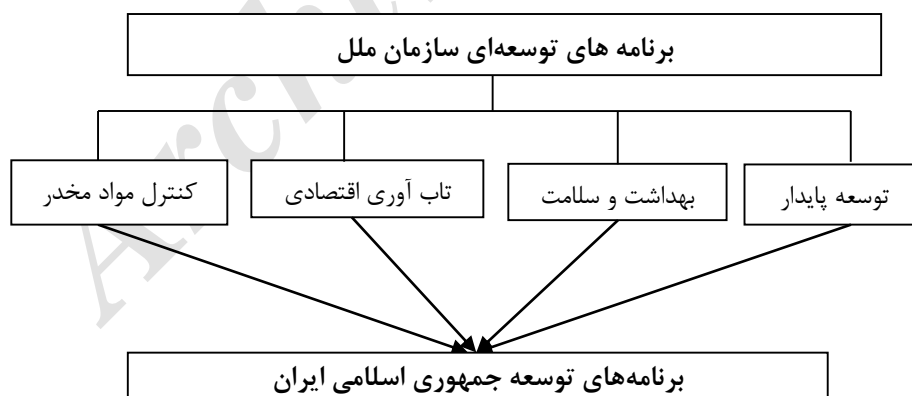 برنامه های توسعه‌ای سازمان ملل
توسعه پایدار
بهداشت و سلامت
تاب آوری اقتصادی
کنترل مواد مخدر
برنامه‌های توسعه جمهوری اسلامی ایران